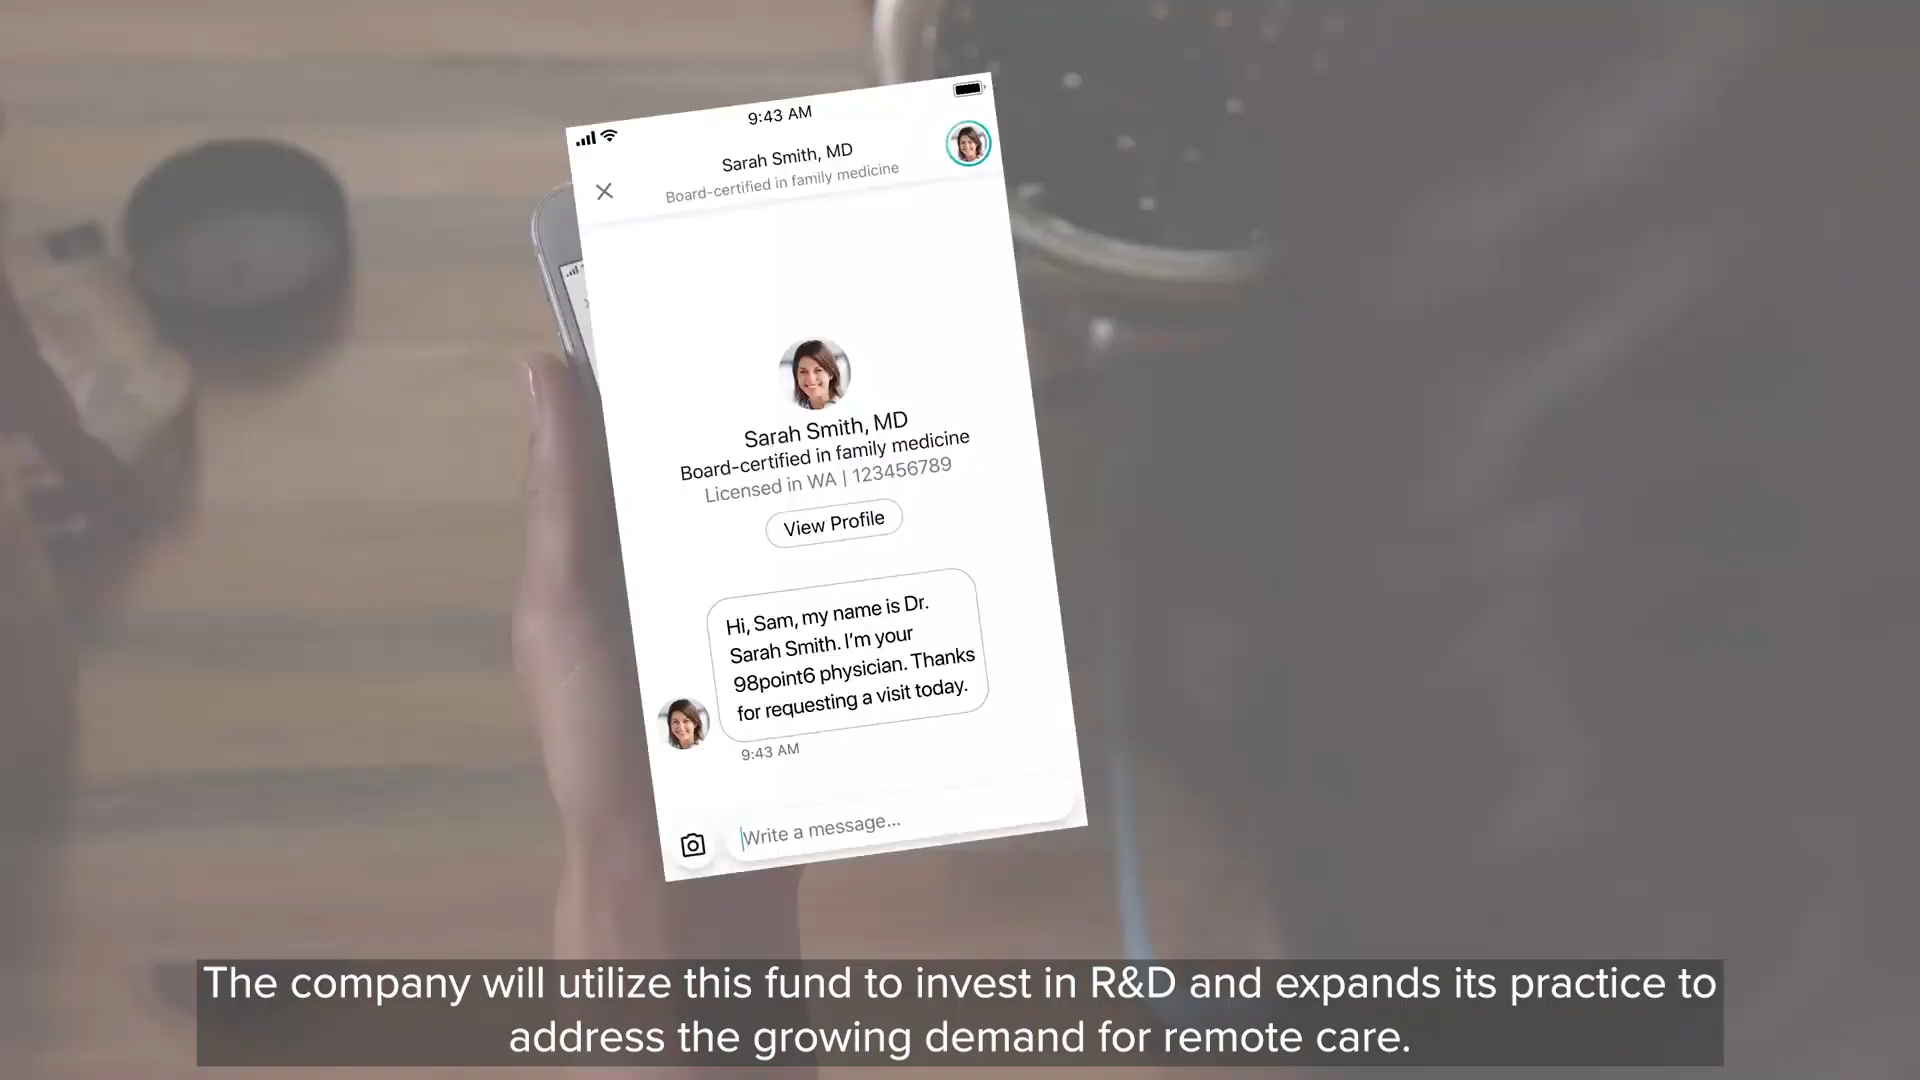 9:43 AM
Sarah Smith, MD
Board-certified in family medicine
Sarah Smith, MD
Board-certified in family medicine
Licensed in WA | 123456789
View Profile
Hi, Sam, my name is Dr.
Sarah Smith. I'm your
98point6 physician. Thanks
for requesting a visit today.
9:43 AM
Write a message...
The company will utilize this fund to invest in R&D and expands its practice to
address the growing demand for remote care.